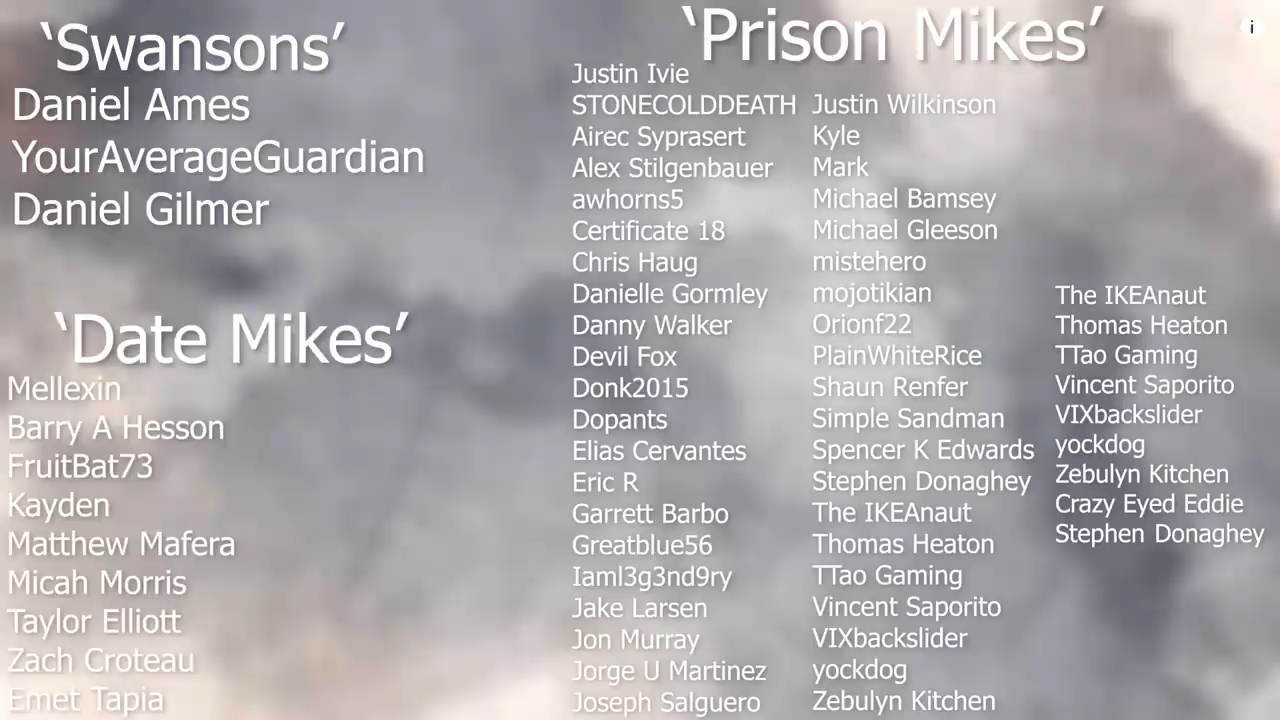 ‘Swansons’
Daniel Ames
YourAverageGuardian
Daniel Gilmer
‘Date Mikes’
Mellexin
Barry A Hesson
FruitBat73
Kayden
Matthew Mafera
Micah Morris
Taylor Elliott
Zach Croteau
Emet Tapia
‘Prison Mikes’
Justin Ivie
STONECOLDDEATH
Airec Syprasert
Alex Stilgenbauer
awhorns5
Certificate 18
Chris Haug
Danielle Gormley
Danny Walker
Devil Fox
Donk2015
Dopants
Elias Cervantes
Eric R
Garrett Barbo
Greatblue56
Iaml3g3nd9ry
Jake Larsen
Jon Murray
Jorge U Martinez
Joseph Salguero
Justin Wilkinson
Kyle
Mark
Michael Bamsey
Michael Gleeson
mistehero
mojotikian
Orionf22
PlainWhiteRice
Shaun Renfer
Simple Sandman
Spencer K Edwards
Stephen Donaghey
The IKEAnaut
Thomas Heaton
TTao Gaming
Vincent Saporito
VIXbackslider
yockdog
Zebulyn Kitchen
The IKEAnaut
Thomas Heaton
TTao Gaming
Vincent Saporito
VIXbackslider
yockdog
Zebulyn Kitchen
Crazy Eyed Eddie
Stephen Donaghey
i